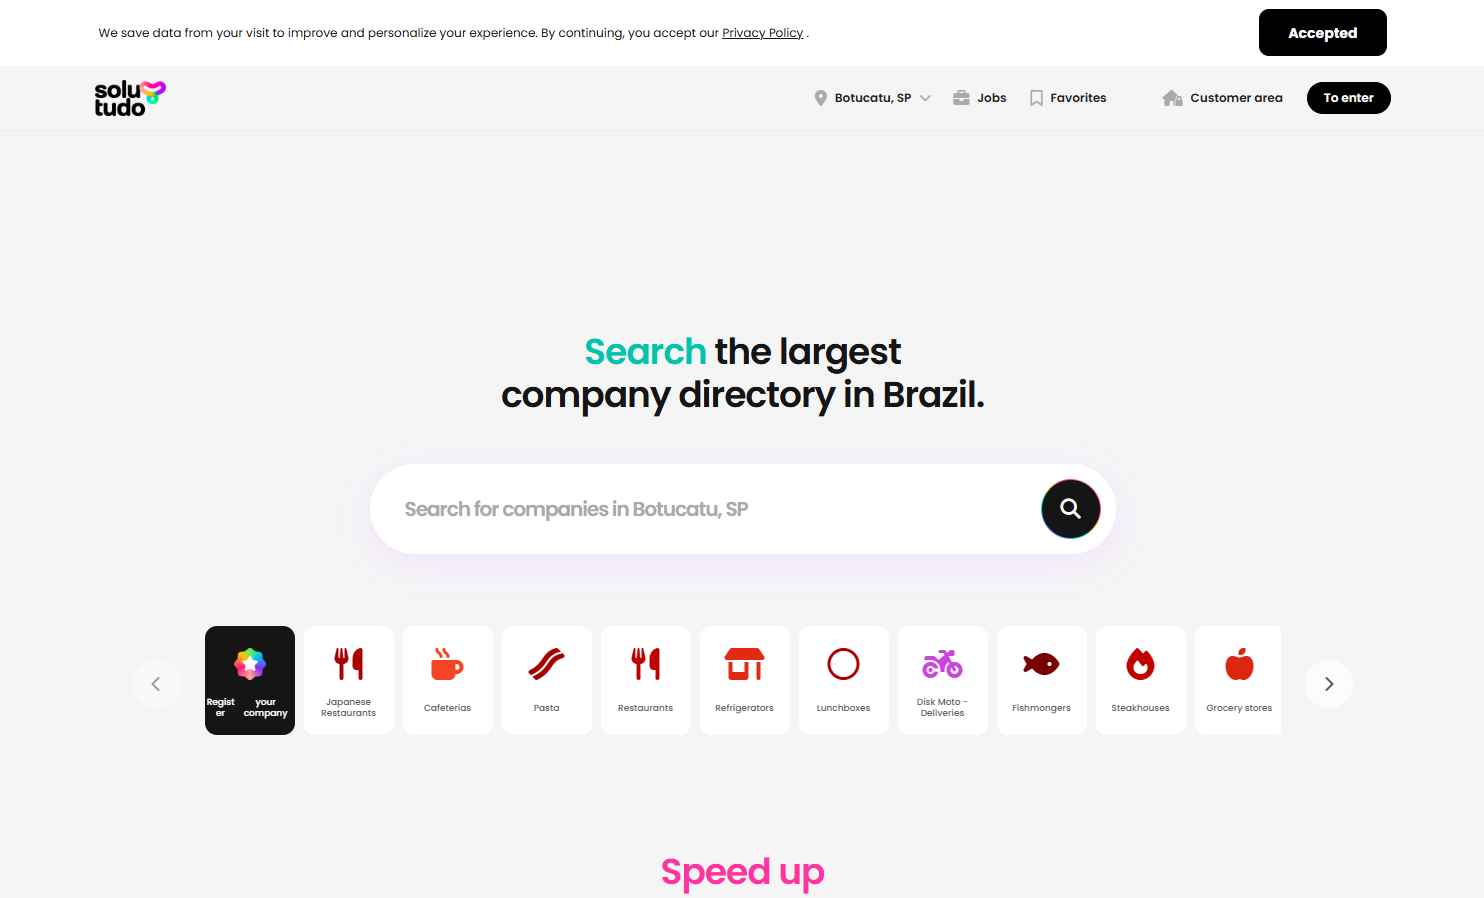 We save data from your visit to improve and personalize your experience. By continuing, you accept our Privacy Policy .
Accepted
solu
tudo
Botucatu, SP
Jobs
Favorites
Customer area
To enter
Search the largest
company directory in Brazil.
Search for companies in Botucatu, SP
Regist
er
your
company
Japanese
Restaurants
Cafeterias
Pasta
Restaurants
Refrigerators
Lunchboxes
Disk Moto -
Deliveries
Fishmongers
Steakhouses
Grocery stores
Speed up